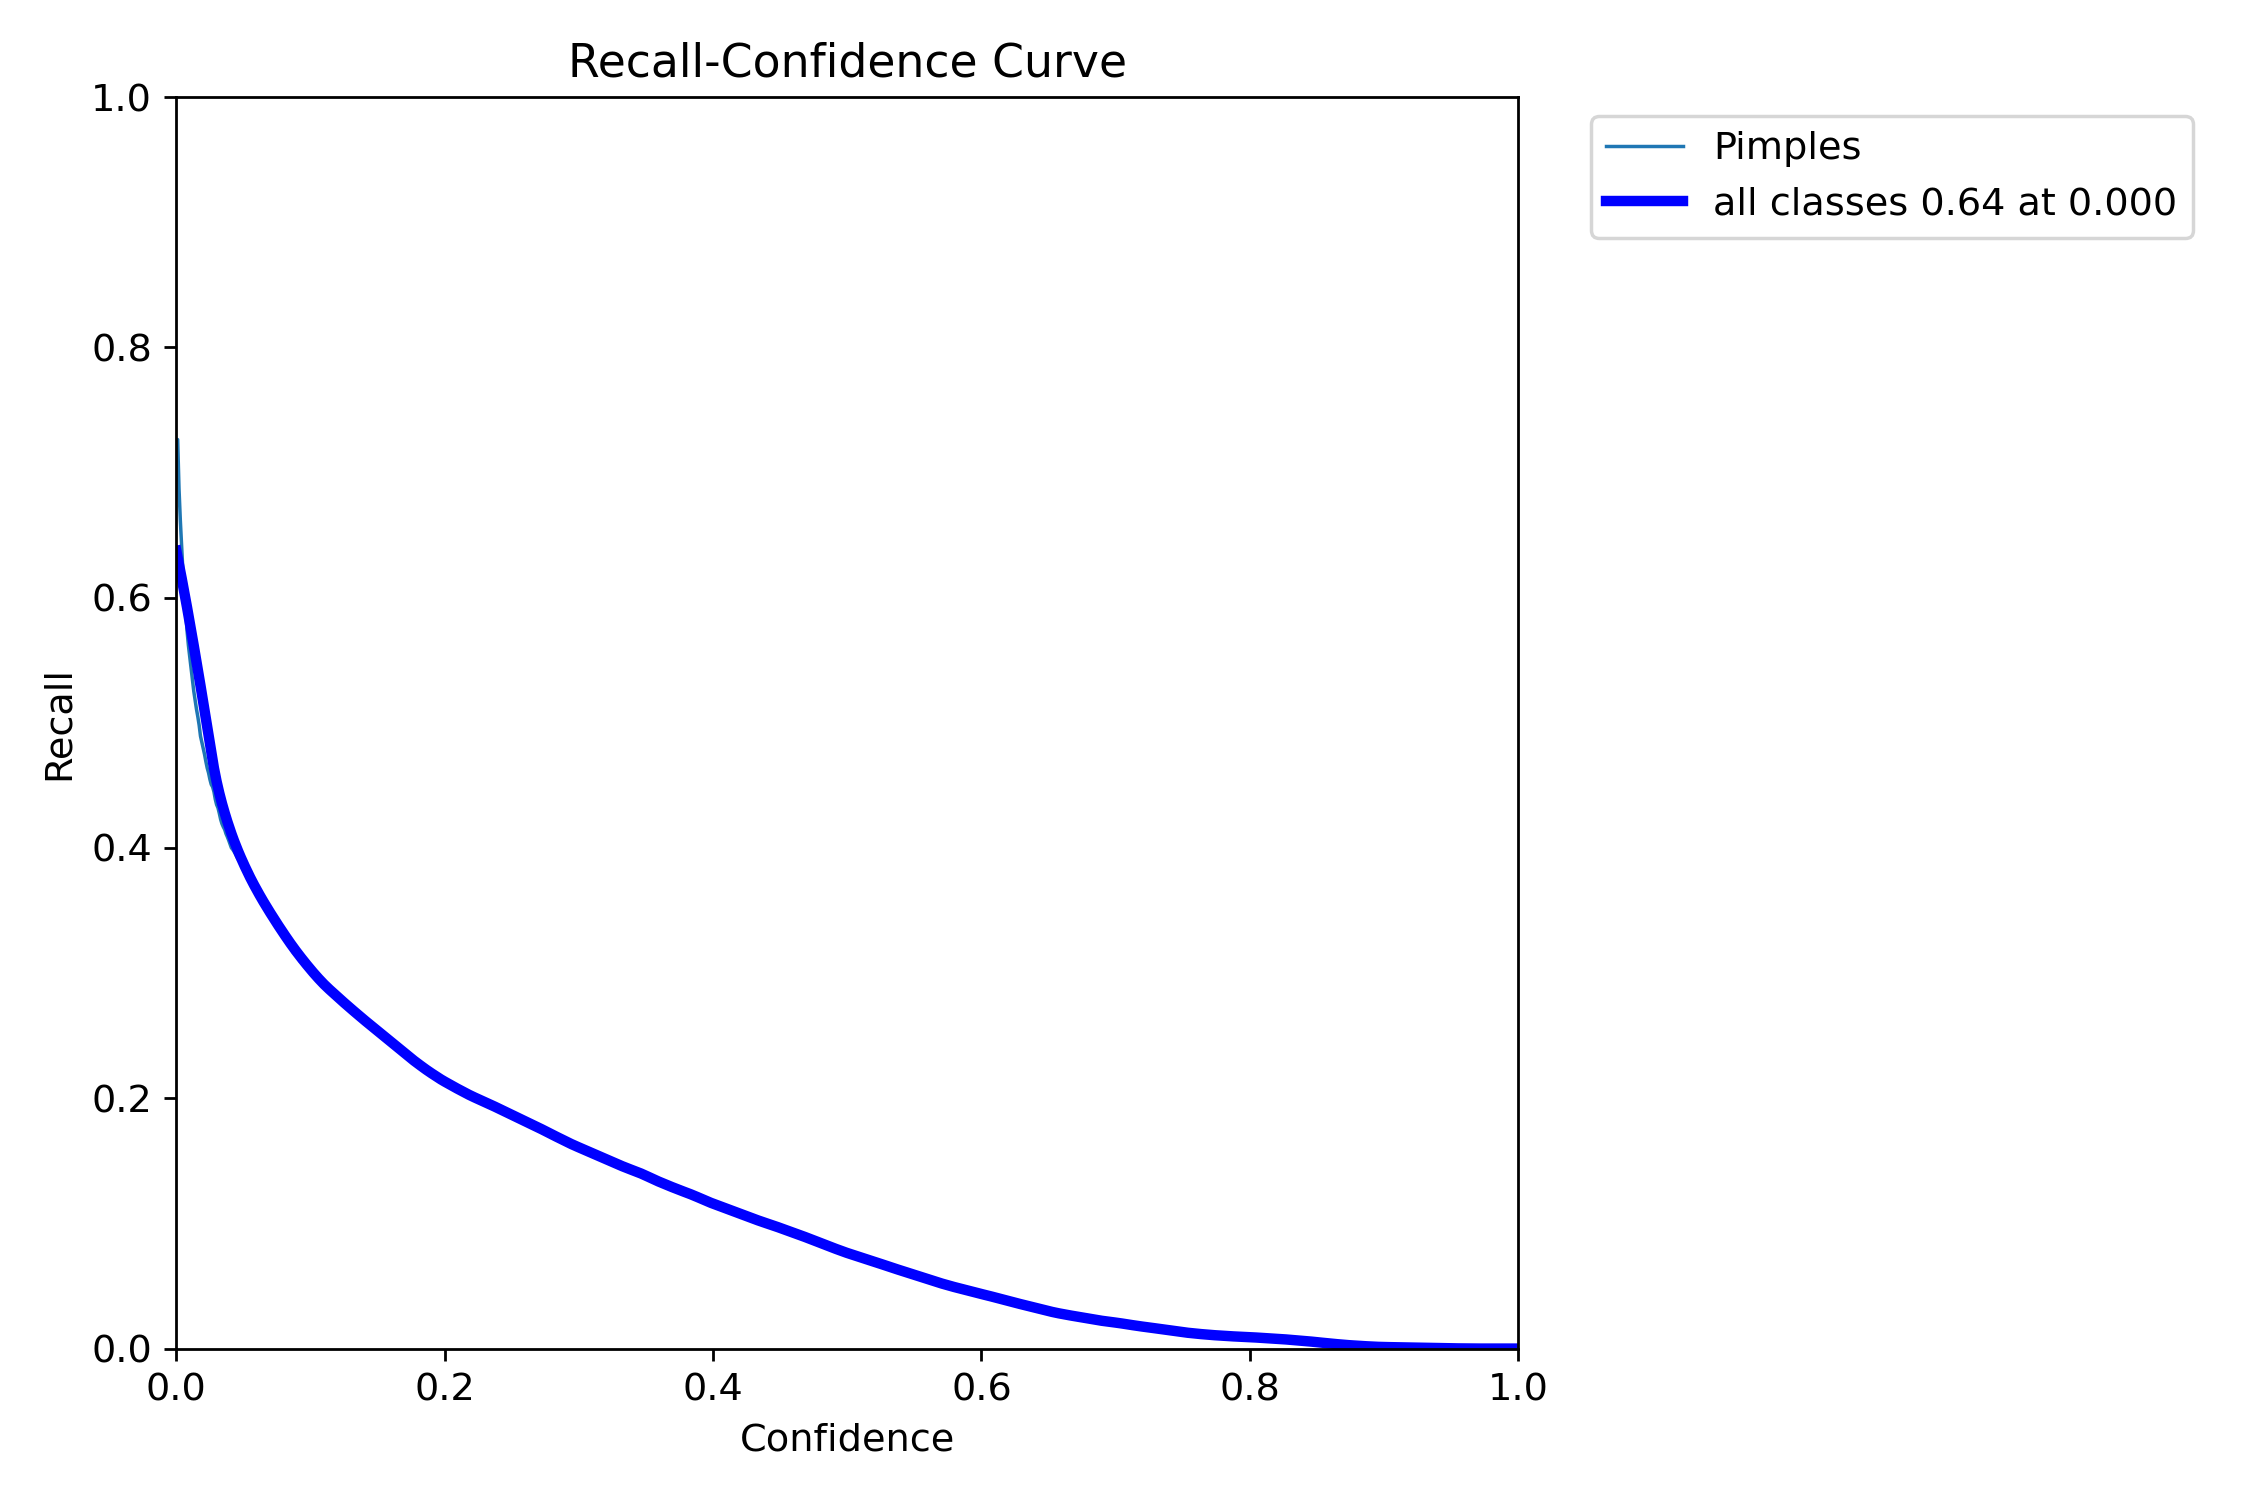 Recall-Confidence Curve
1.0
0.8
0.6
0.4
0.2
0.0
Recall
0.0 0.2 0.4 0.6 0.8 1.0
Confidence
Pimples
all classes 0.64 at 0.000